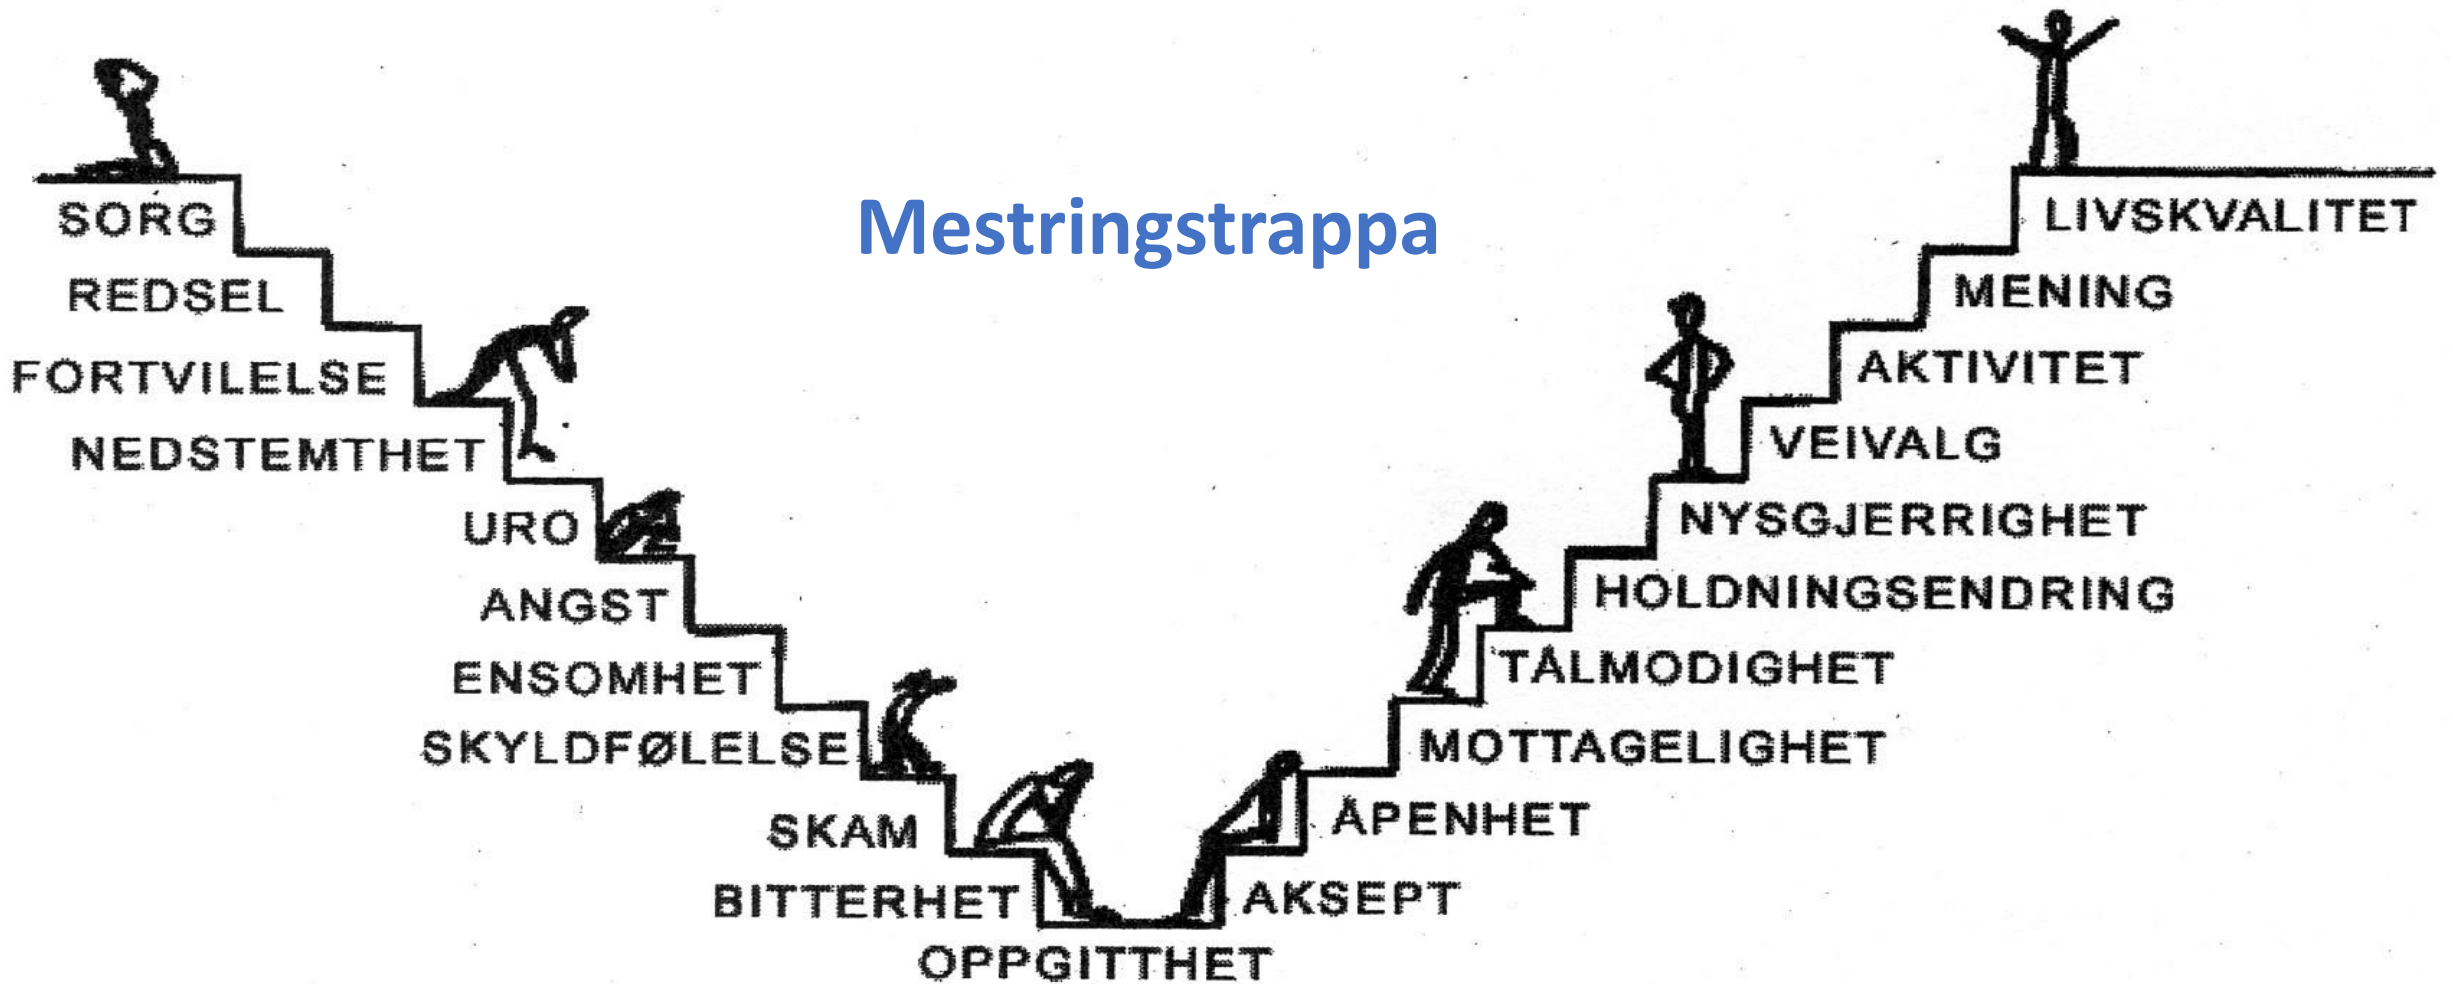 Mestringstrappa
SORG
REDSEL
FORTVILELSE
NEDSTEMTHET
URO
ANGST
ENSOMHET
SKYLDFØLELSE
SKAM
BITTERHET
OPPGITTHET
AKSEPT
ÅPENHET
MOTTAGELIGHET
TÅLMODIGHET
HOLDNINGSENDRING
NYSGJERRIGHET
VEIVALG
AKTIVITET
MENING
LIVSKVALITET